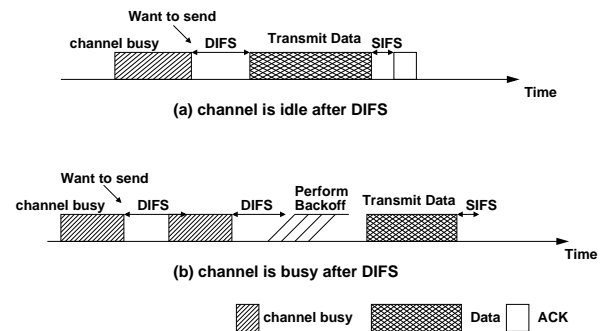 Want to send
channel busy
DIFS
Transmit Data
SIFS
Time
(a) channel is idle after DIFS
Want to send
channel busy
DIFS
DIFS
Perform
Backoff
Transmit Data
SIFS
Time
(b) channel is busy after DIFS
channel busy
Data
ACK